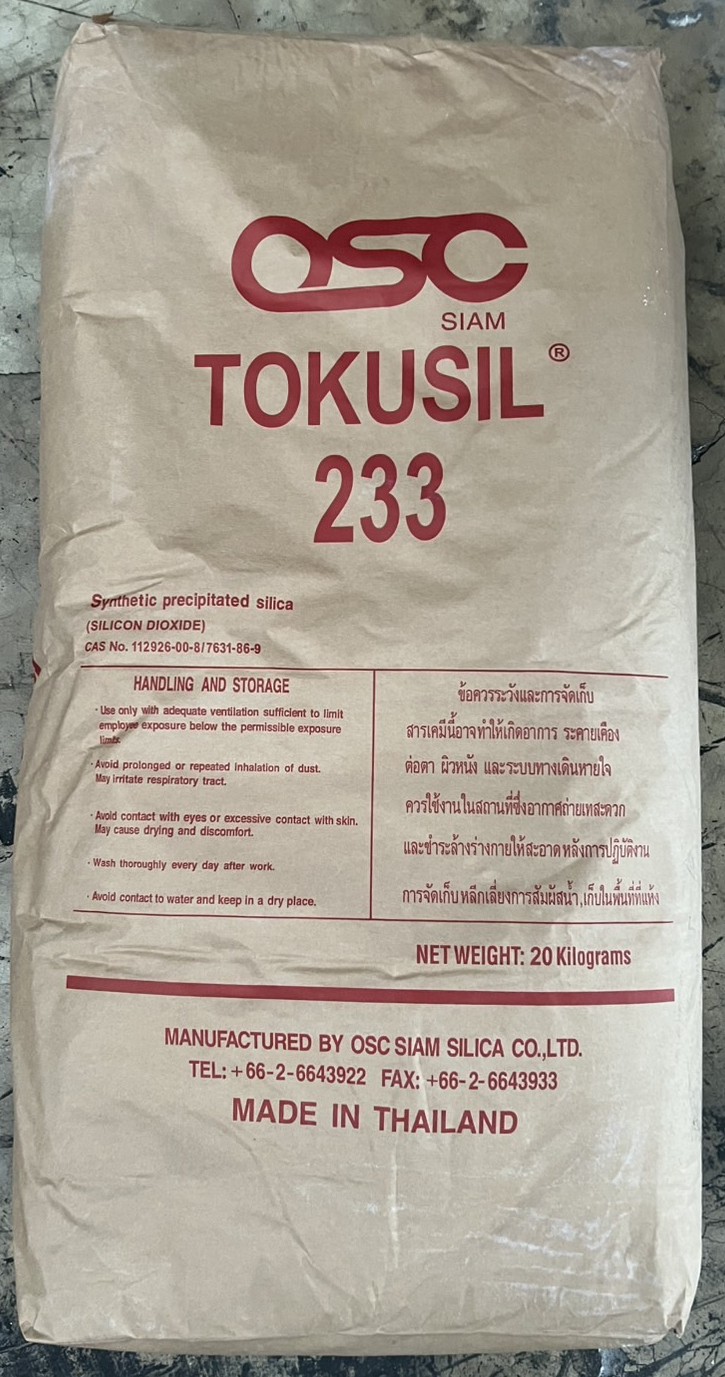 OSC
SIAM
TOKUSIL ®
233
Synthetic precipitated silica
(SILICON DIOXIDE)
CAS No. 112926-00-8/7631-86-9
HANDLING AND STORAGE
· Use only with adequate ventilation sufficient to limit
employee exposure below the permissible exposure
limits.
· Avoid prolonged or repeated inhalation of dust.
May irritate respiratory tract.
· Avoid contact with eyes or excessive contact with skin.
May cause drying and discomfort.
· Wash thoroughly every day after work.
· Avoid contact to water and keep in a dry place.
ข้อควรระวังและการจัดเก็บ
สารเคมีนี้อาจทำให้เกิดอาการ ระคายเคือง
ต่อตา ผิวหนัง และระบบทางเดินหายใจ
ควรใช้งานในสถานที่ซึ่งอากาศถ่ายเทสะดวก
และชำระล้างร่างกายให้สะอาดหลังการปฏิบัติงาน
การจัดเก็บหลีกเลี่ยงการสัมผัสน้ำ,เก็บในพื้นที่ที่แห้ง
NET WEIGHT: 20 Kilograms
MANUFACTURED BY OSC SIAM SILICA CO.,LTD.
TEL: +66-2-6643922 FAX: +66-2-6643933
MADE IN THAILAND